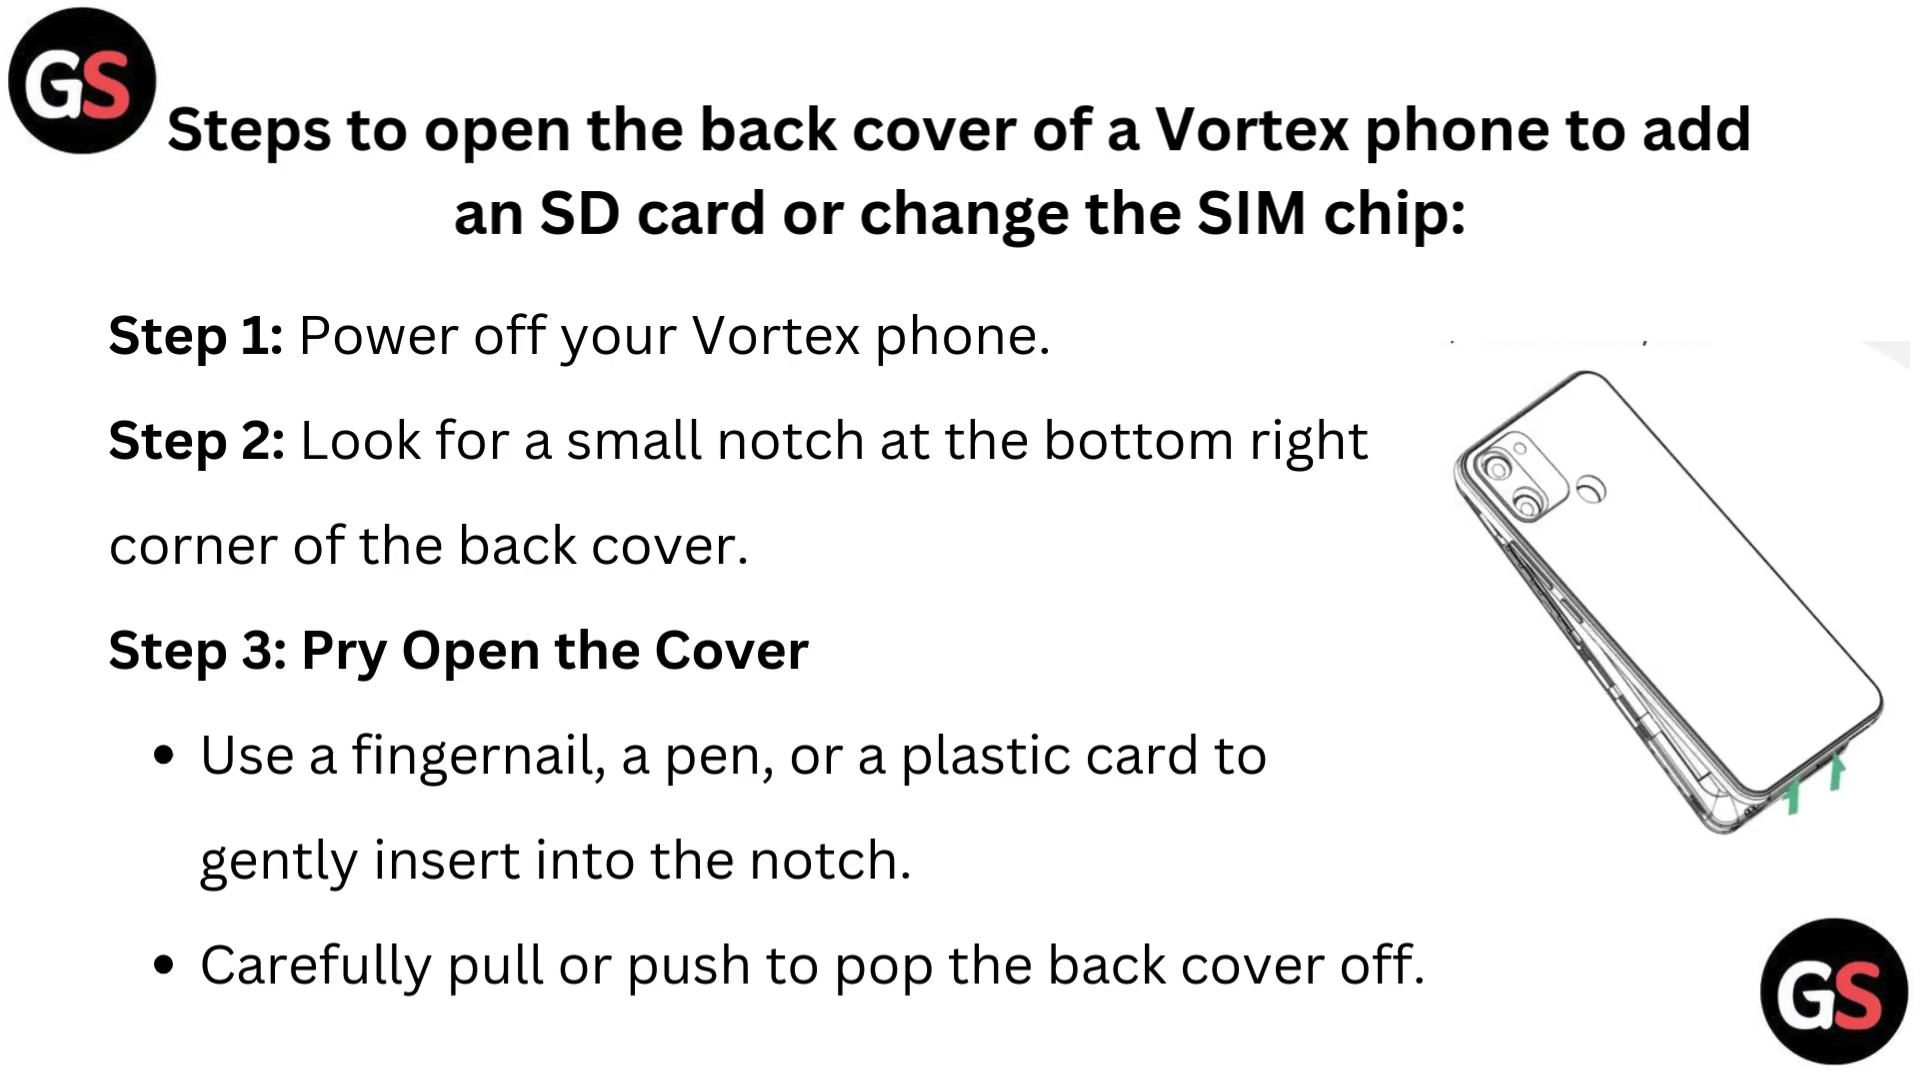 GS
Steps to open the back cover of a Vortex phone to add
an SD card or change the SIM chip:
Step 1: Power off your Vortex phone.
Step 2: Look for a small notch at the bottom right
corner of the back cover.
Step 3: Pry Open the Cover
• Use a fingernail, a pen, or a plastic card to
gently insert into the notch.
• Carefully pull or push to pop the back cover off.
GS